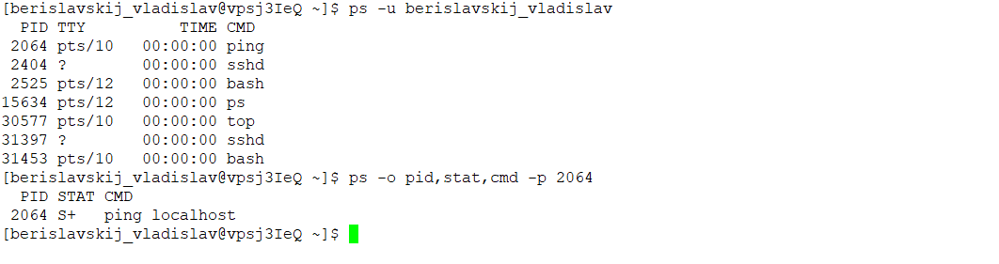 [berislavskij_vladislav@vpsj3IeQ ~]$ ps -u berislavskij_vladislav
  PID TTY          TIME CMD
 2064 pts/10   00:00:00 ping
 2404 ?        00:00:00 sshd
 2525 pts/12   00:00:00 bash
15634 pts/12   00:00:00 ps
30577 pts/10   00:00:00 top
31397 ?        00:00:00 sshd
31453 pts/10   00:00:00 bash
[berislavskij_vladislav@vpsj3IeQ ~]$ ps -o pid,stat,cmd -p 2064
  PID STAT CMD
 2064 S+   ping localhost
[berislavskij_vladislav@vpsj3IeQ ~]$